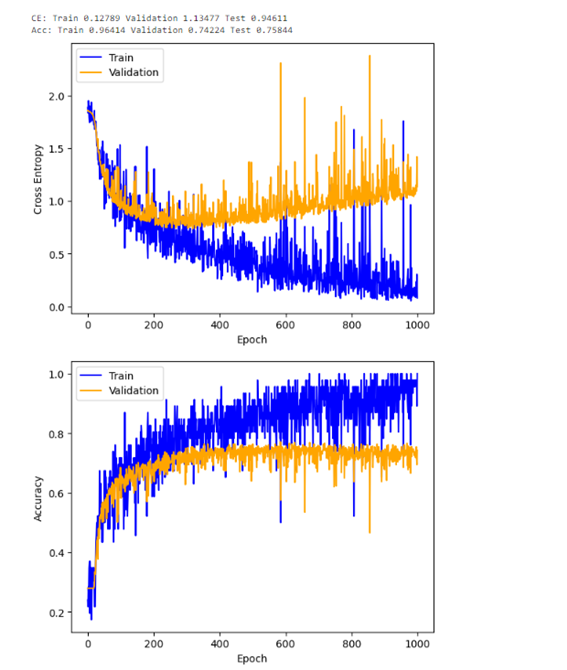 CE: Train 0.12789 Validation 1.13477 Test 0.94611
Acc: Train 0.96414 Validation 0.74224 Test 0.75844
Train
Validation
2.0
1.5
1.0
0.5
0.0
Cross Entropy
0 200 400 600 800 1000
Epoch
Train
Validation
1.0
0.8
0.6
0.4
0.2
Accuracy
0 200 400 600 800 1000
Epoch